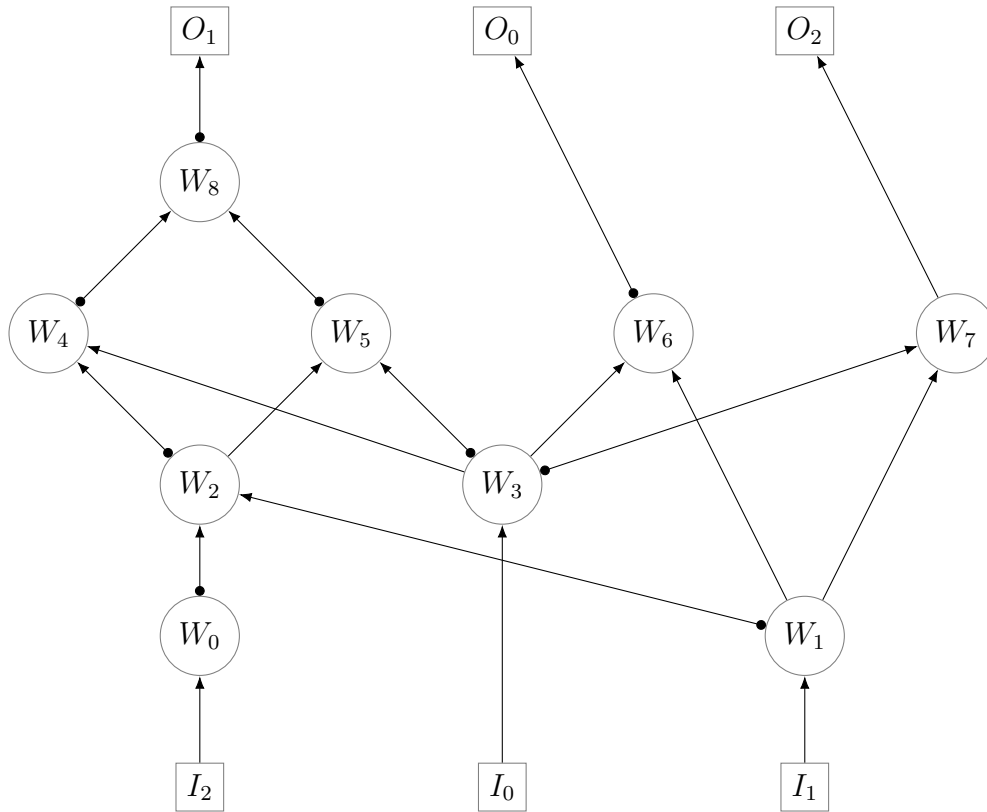 O₁ O₀ O₂
W₈
W₄ W₅ W₆ W₇
W₂ W₃
W₀ W₁
I₂ I₀ I₁